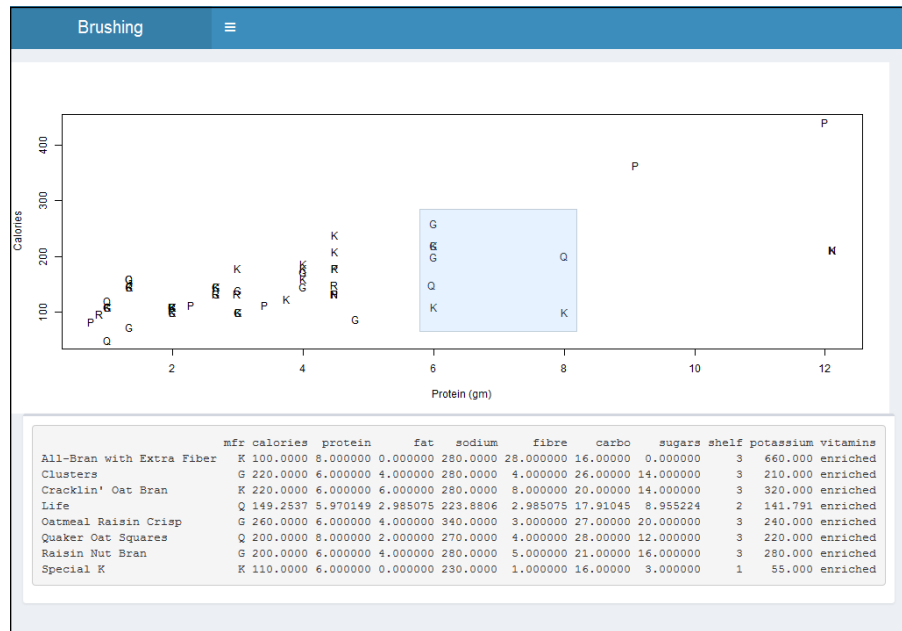 Brushing
400
300
200
100
Calories
P
P
K
G
G
K
K
N
K
R
G
Q
Q
K
K
2
4
6
8
10
12
Protein (gm)
mfr calories protein fat sodium fibre carbo sugars shelf potassium vitamins
All-Bran with Extra Fiber K 100.0000 8.000000 0.000000 280.0000 28.000000 16.00000 0.000000 3 660.000 enriched
Clusters G 220.0000 6.000000 4.000000 280.0000 4.000000 26.00000 14.000000 3 210.000 enriched
Cracklin' Oat Bran K 220.0000 6.000000 6.000000 280.0000 8.000000 20.00000 14.000000 3 320.000 enriched
Life Q 149.2537 5.970149 2.985075 223.8806 2.985075 17.91045 8.955224 2 141.791 enriched
Oatmeal Raisin Crisp G 260.0000 6.000000 4.000000 340.0000 3.000000 27.00000 20.000000 3 240.000 enriched
Quaker Oat Squares Q 200.0000 8.000000 2.000000 270.0000 4.000000 28.00000 12.000000 3 220.000 enriched
Raisin Nut Bran G 200.0000 6.000000 4.000000 280.0000 5.000000 21.00000 16.000000 3 280.000 enriched
Special K K 110.0000 6.000000 0.000000 230.0000 1.000000 16.00000 3.000000 1 55.000 enriched